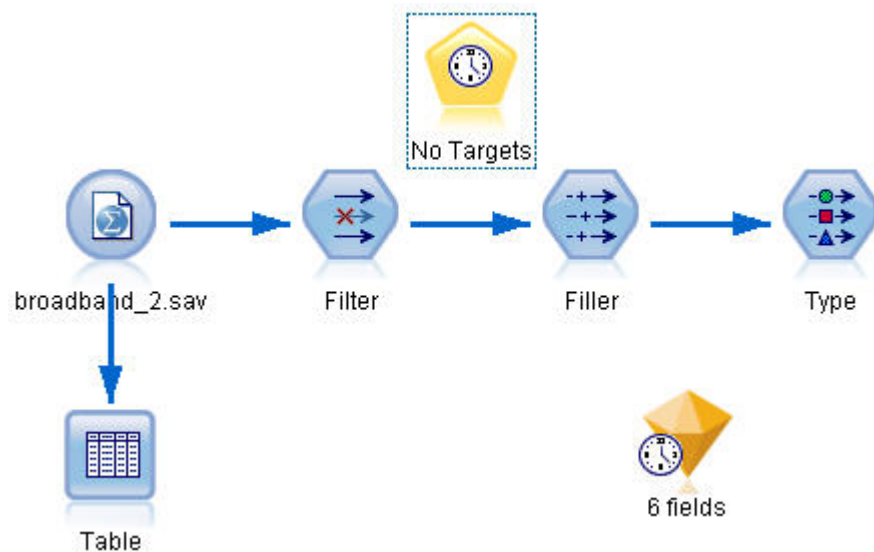 No Targets
broadband_2.sav
Filter
Filler
Type
Table
6 fields